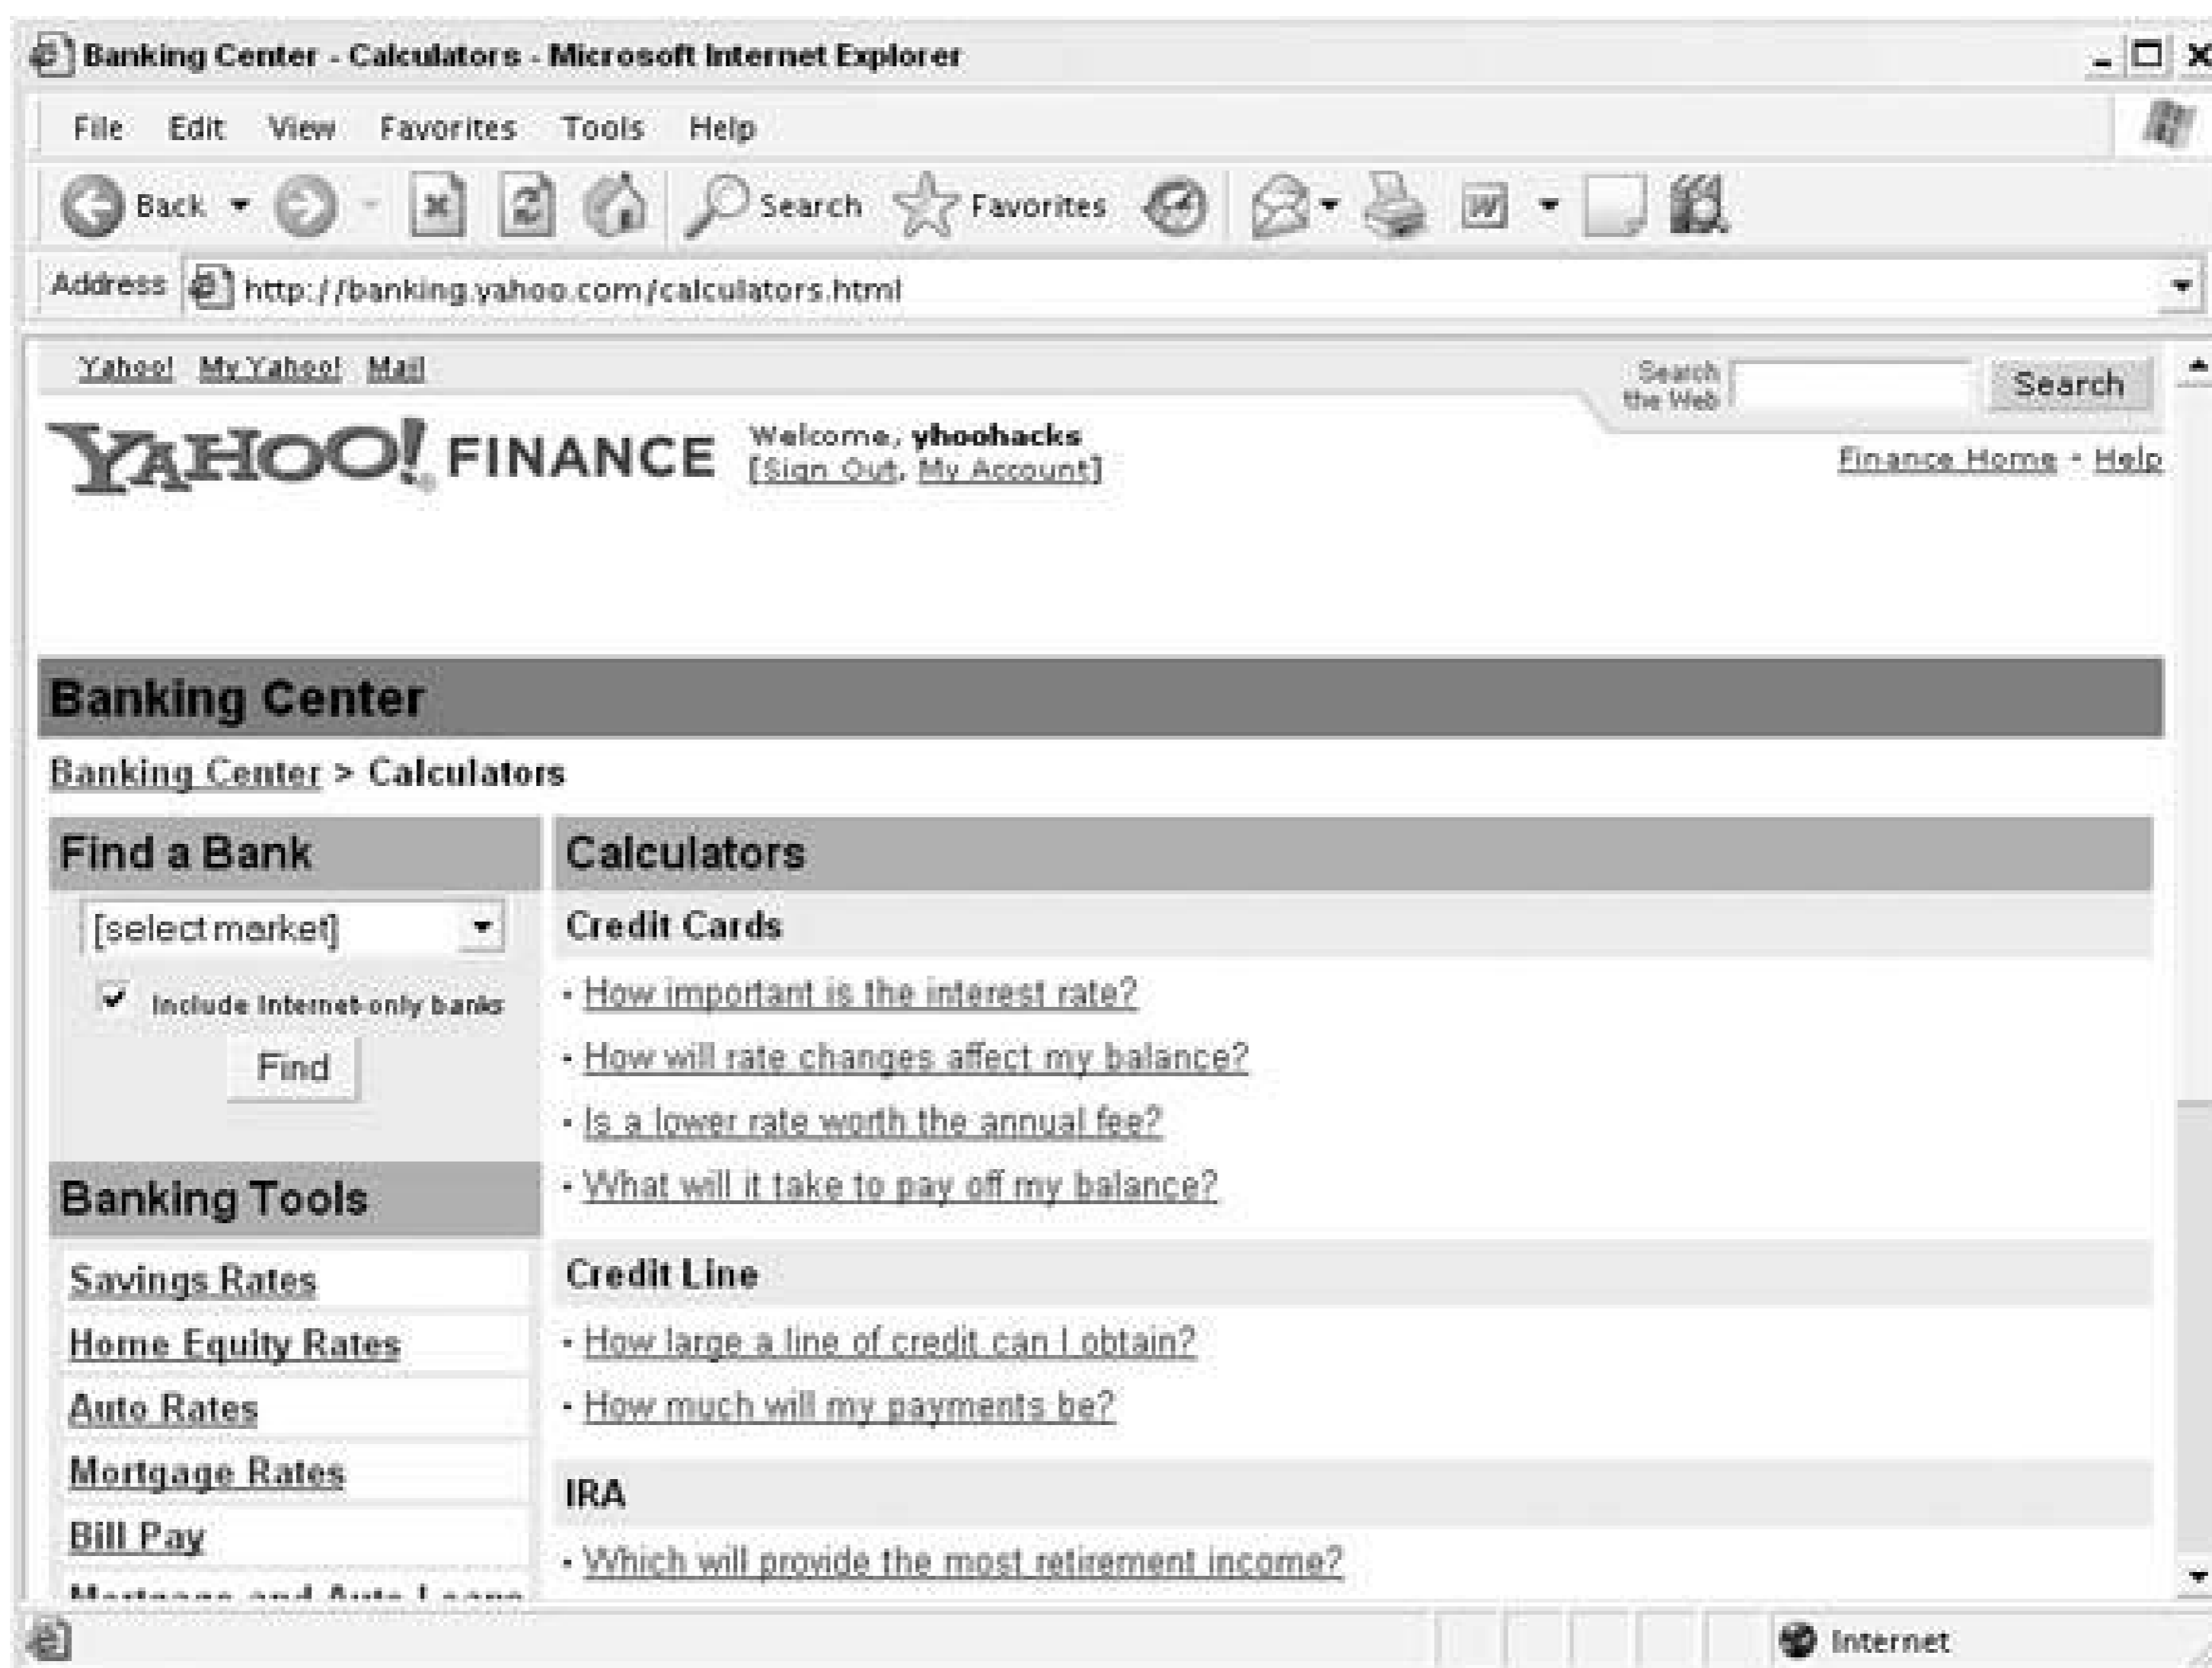 Banking Center - Calculators - Microsoft Internet Explorer
File Edit View Favorites Tools Help
Back Search Favorites
Address http://banking.yahoo.com/calculators.html
Yahoo! My Yahoo! Mail
Search the Web Search
YAHOO! FINANCE
Welcome, yhoohacks
[Sign Out, My Account]
Finance Home - Help
Banking Center
Banking Center > Calculators
Find a Bank
[select market]
Include Internet-only banks
Find
Banking Tools
Savings Rates
Home Equity Rates
Auto Rates
Mortgage Rates
Bill Pay
Mortgage and Auto Loans
Calculators
Credit Cards
· How important is the interest rate?
· How will rate changes affect my balance?
· Is a lower rate worth the annual fee?
· What will it take to pay off my balance?
Credit Line
· How large a line of credit can I obtain?
· How much will my payments be?
IRA
· Which will provide the most retirement income?
Internet